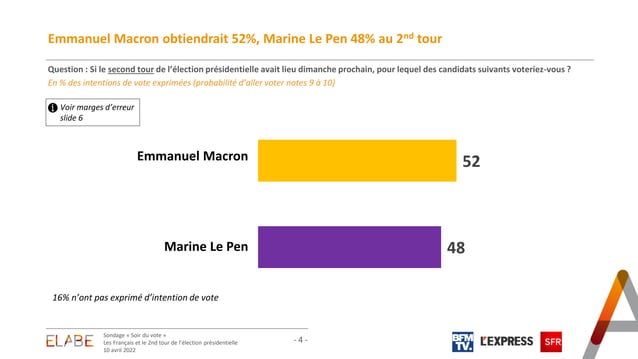 Emmanuel Macron obtiendrait 52%, Marine Le Pen 48% au 2nd tour
Question : Si le second tour de l’élection présidentielle avait lieu dimanche prochain, pour lequel des candidats suivants voteriez-vous ?
En % des intentions de vote exprimées (probabilité d’aller voter notes 9 à 10)
! Voir marges d’erreur
slide 6
Emmanuel Macron 52
Marine Le Pen 48
16% n’ont pas exprimé d’intention de vote
ELABE
Sondage « Soir du vote »
Les Français et le 2nd tour de l’élection présidentielle
10 avril 2022
- 4 -
BFM
TV.
L'EXPRESS
SFR